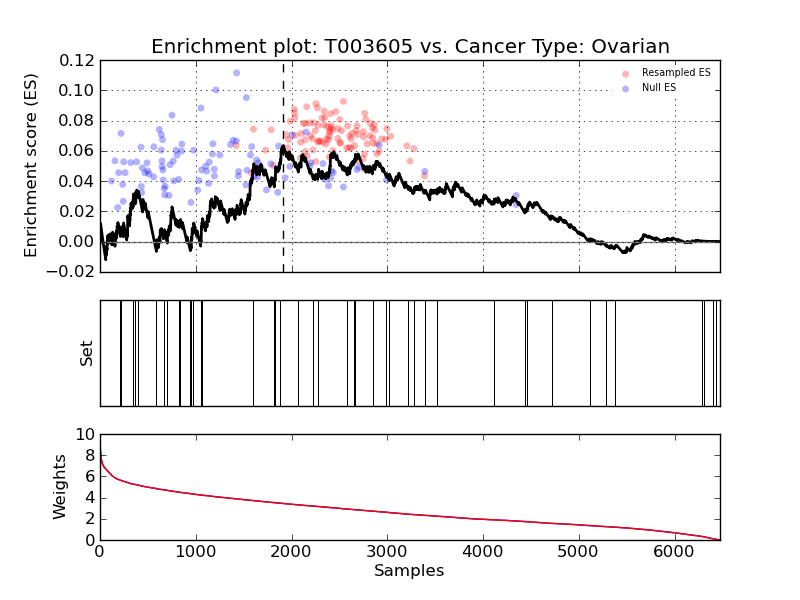 Enrichment plot: T003605 vs. Cancer Type: Ovarian
Enrichment score (ES)
0.12
0.10
0.08
0.06
0.04
0.02
0.00
−0.02
Resampled ES
Null ES
Set
Weights
10
8
6
4
2
0
0 1000 2000 3000 4000 5000 6000
Samples